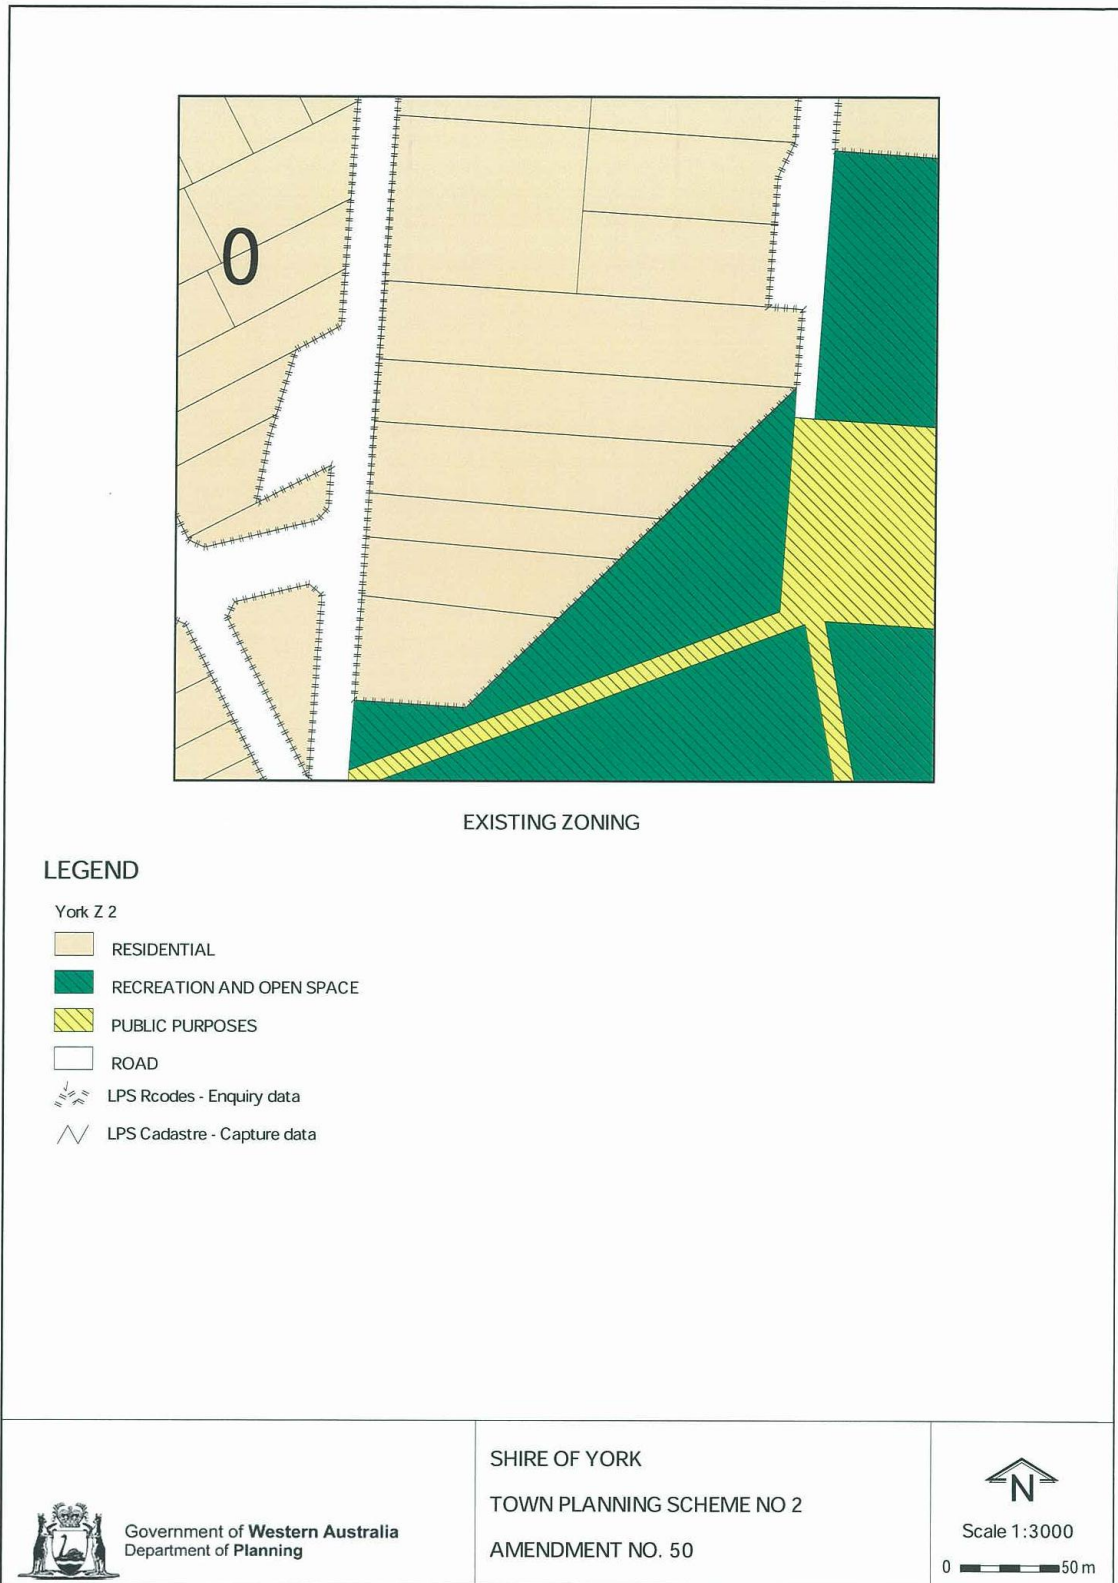 0
EXISTING ZONING
LEGEND
York Z 2
RESIDENTIAL
RECREATION AND OPEN SPACE
PUBLIC PURPOSES
ROAD
LPS Rcodes - Enquiry data
LPS Cadastre - Capture data
Government of Western Australia
Department of Planning
SHIRE OF YORK
TOWN PLANNING SCHEME NO 2
AMENDMENT NO. 50
N
Scale 1:3000
0 50 m